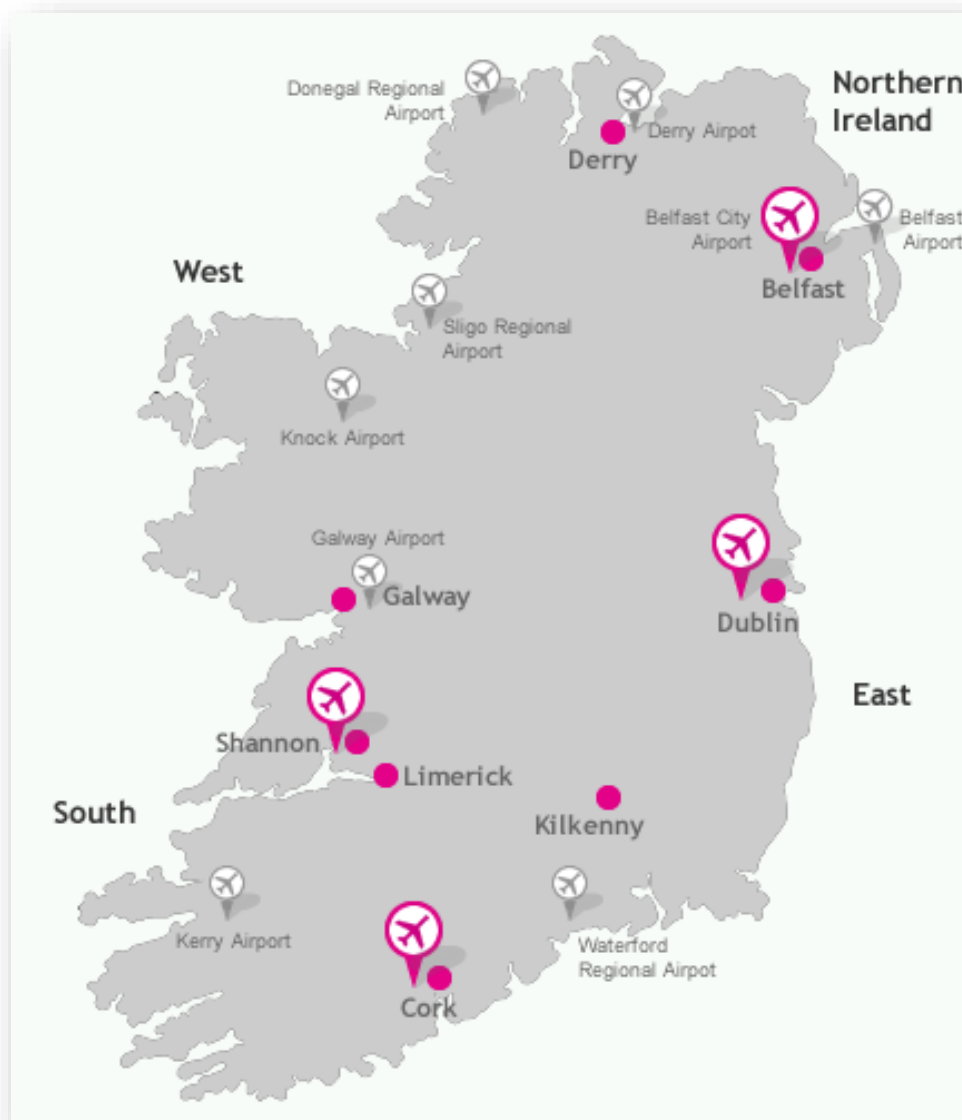 Donegal Regional
Airport
Northern
Ireland
Derry Airpot
Derry
Belfast City
Airport
Belfast
Airport
Belfast
West
Sligo Regional
Airport
Knock Airport
Galway Airport
Galway
Dublin
East
Shannon
Limerick
South
Kilkenny
Kerry Airport
Waterford
Regional Airpot
Cork